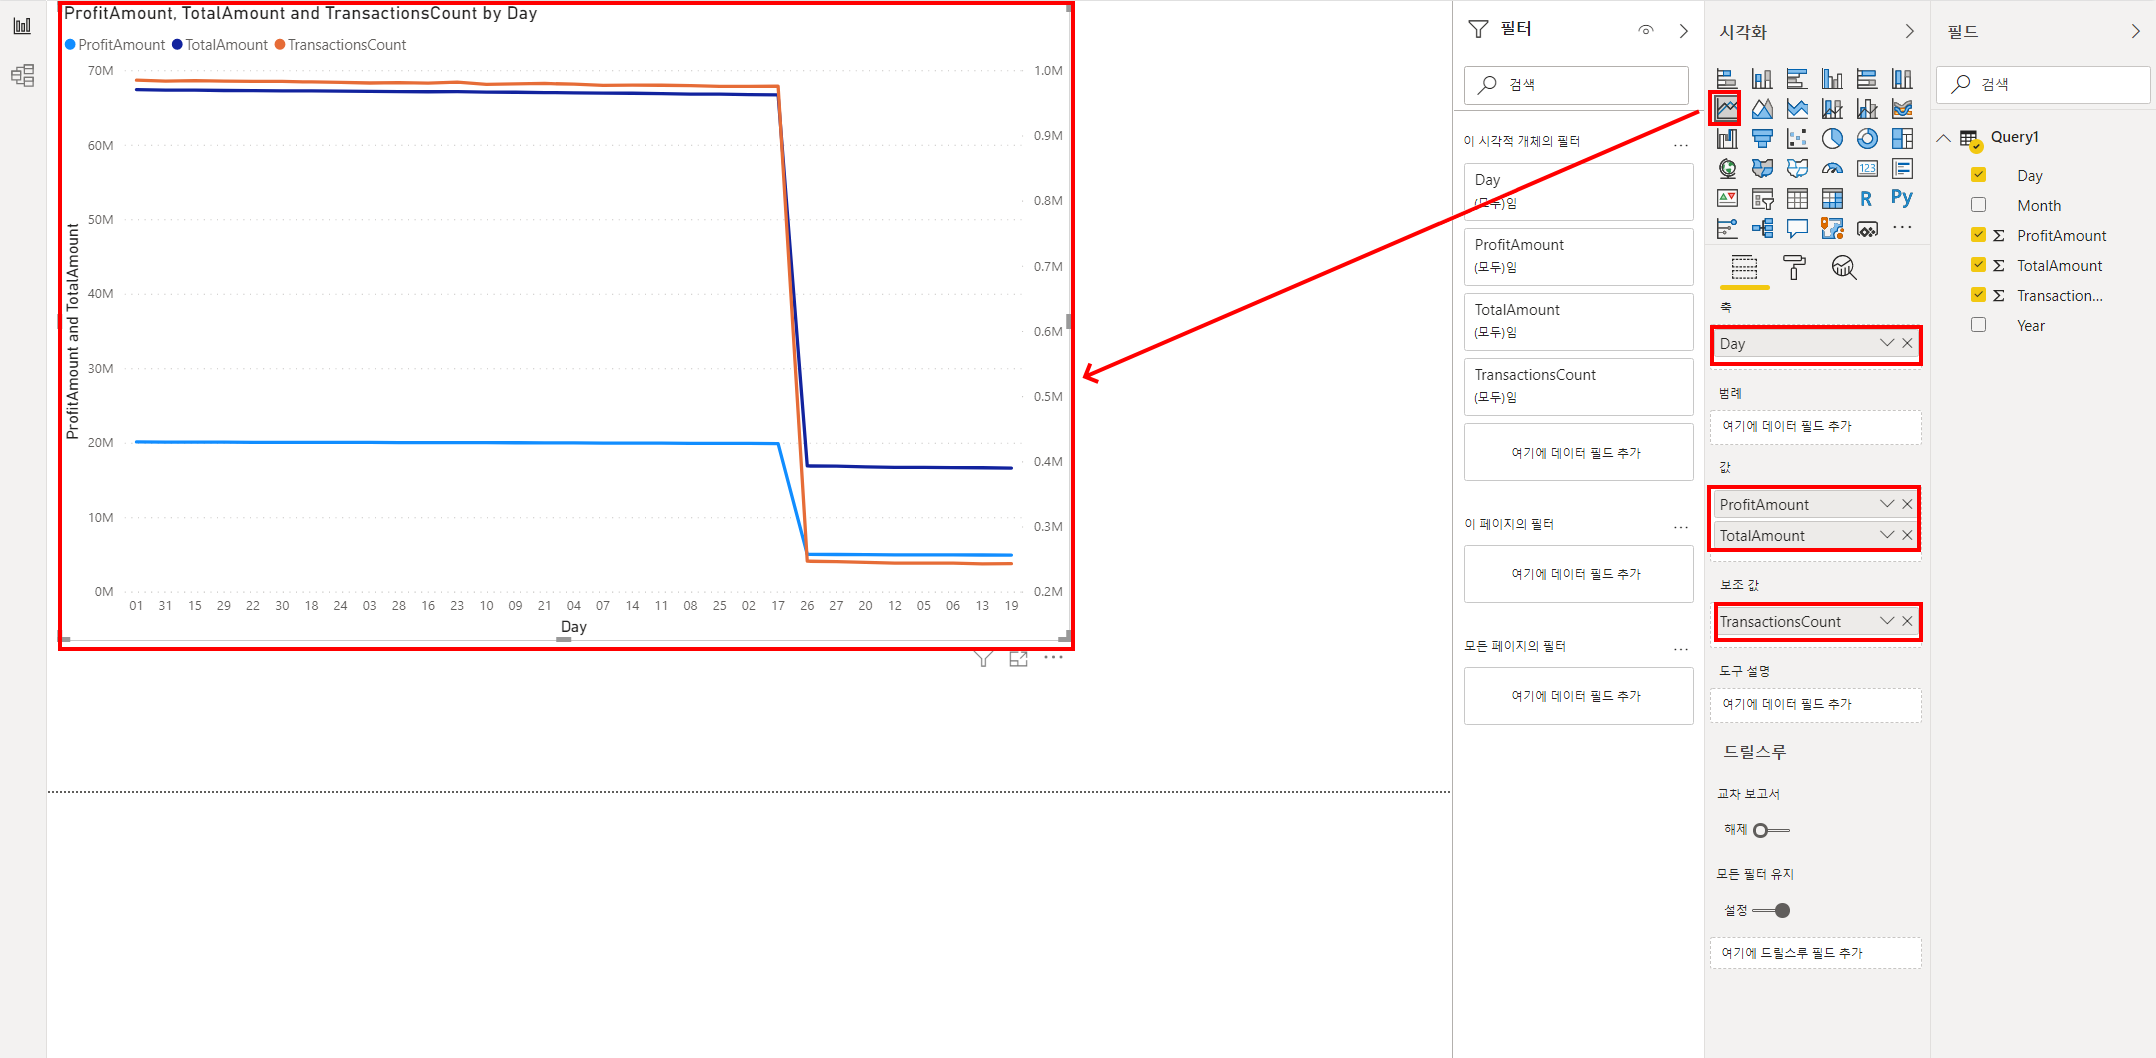 ProfitAmount, TotalAmount and TransactionsCount by Day
ProfitAmount TotalAmount TransactionsCount
70M
60M
50M
40M
30M
20M
10M
0M
1.0M
0.9M
0.8M
0.7M
0.6M
0.5M
0.4M
0.3M
0.2M
ProfitAmount and TotalAmount
01 31 15 29 22 30 18 24 03 28 16 23 10 09 21 04 07 14 11 08 25 02 17 26 27 20 12 05 06 13 19
Day
필터
검색
이 시각적 개체의 필터
Day
(모두)임
ProfitAmount
(모두)임
TotalAmount
(모두)임
TransactionsCount
(모두)임
여기에 데이터 필드 추가
이 페이지의 필터
여기에 데이터 필드 추가
모든 페이지의 필터
여기에 데이터 필드 추가
시각화
123
R
Py
축
Day
범례
여기에 데이터 필드 추가
값
ProfitAmount
TotalAmount
보조 값
TransactionsCount
도구 설명
여기에 데이터 필드 추가
드릴스루
교차 보고서
해제
모든 필터 유지
설정
여기에 드릴스루 필드 추가
필드
검색
Query1
Day
Month
ProfitAmount
TotalAmount
Transaction...
Year